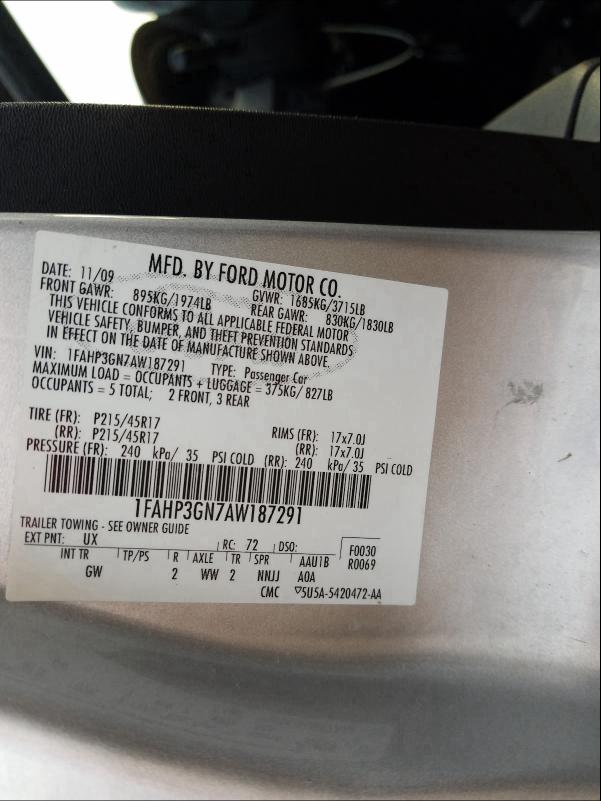 MFD. BY FORD MOTOR CO.
DATE: 11/09 GVWR: 1685KG/3715LB
FRONT GAWR: 895KG/1974LB REAR GAWR: 830KG/1830LB
THIS VEHICLE CONFORMS TO ALL APPLICABLE FEDERAL MOTOR
VEHICLE SAFETY, BUMPER, AND THEFT PREVENTION STANDARDS
IN EFFECT ON THE DATE OF MANUFACTURE SHOWN ABOVE.
VIN: 1FAHP3GN7AW187291 TYPE: Passenger Car
MAXIMUM LOAD = OCCUPANTS + LUGGAGE = 375KG/ 827LB
OCCUPANTS = 5 TOTAL; 2 FRONT, 3 REAR
TIRE (FR): P215/45R17 RIMS (FR): 17x7.0J
(RR): P215/45R17 (RR): 17x7.0J
PRESSURE (FR): 240 kPa/ 35 PSI COLD (RR): 240 kPa/ 35 PSI COLD
1FAHP3GN7AW187291
TRAILER TOWING - SEE OWNER GUIDE
EXT PNT: UX RC: 72 DSO: F0030
INT TR TP/PS R AXLE TR SPR AAU1B R0069
GW 2 WW 2 NNJJ AOA
CMC ▽5U5A-5420472-AA